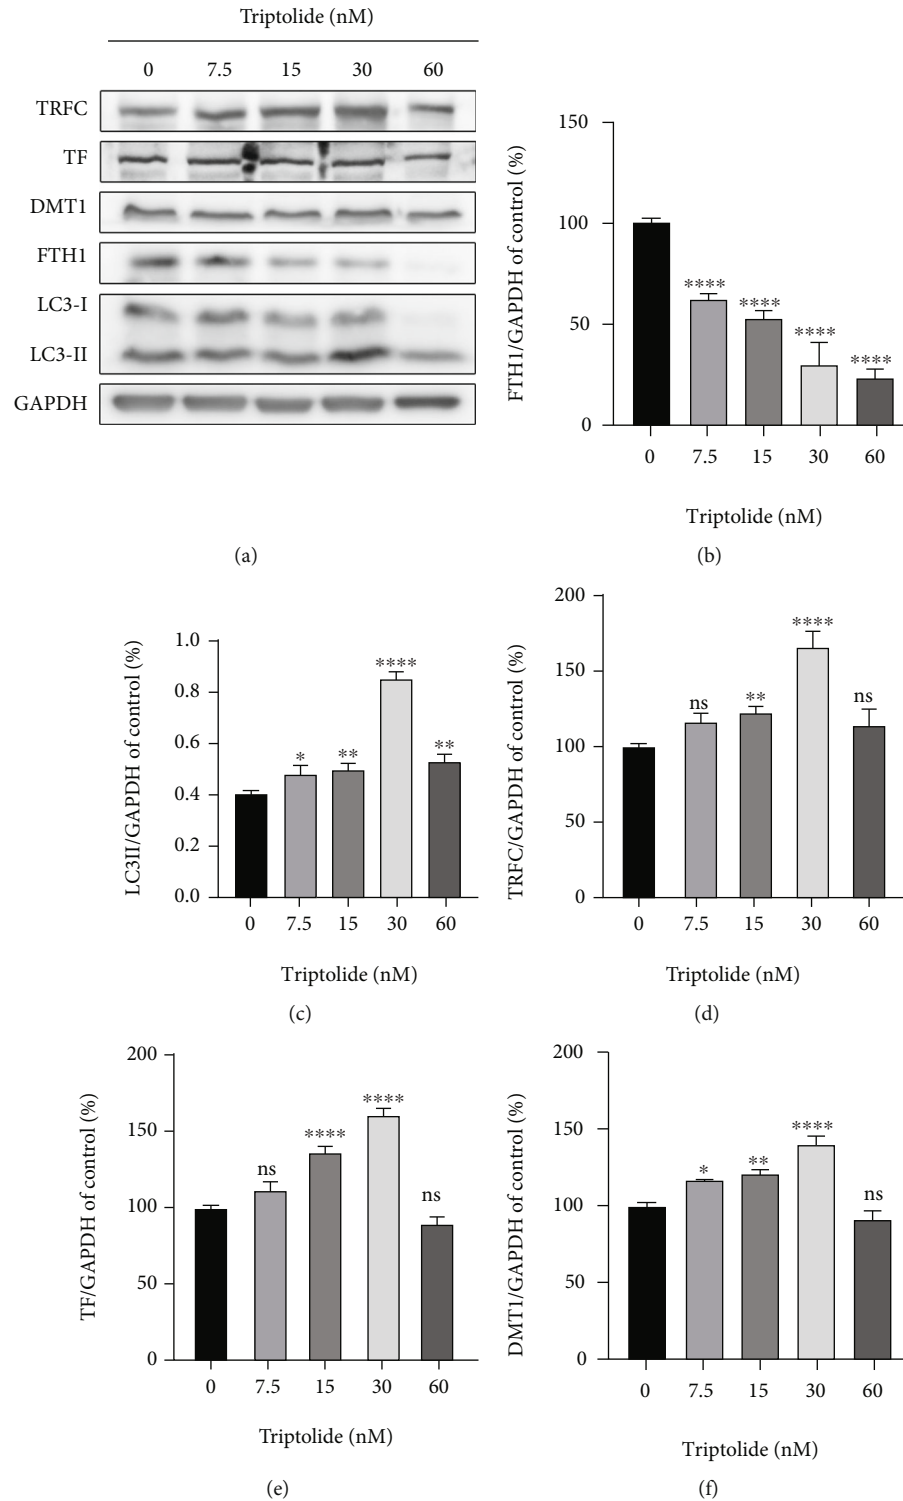 Triptolide (nM)
0 7.5 15 30 60
TRFC
TF
DMT1
FTH1
LC3-I
LC3-II
GAPDH
(a)
FTH1/GAPDH of control (%)
150
100
50
0
****
****
****
****
0 7.5 15 30 60
Triptolide (nM)
(b)
LC3II/GAPDH of control (%)
1.0
0.8
0.6
0.4
0.2
0.0
*
**
****
**
0 7.5 15 30 60
Triptolide (nM)
(c)
TRFC/GAPDH of control (%)
200
150
100
50
0
ns
**
****
ns
0 7.5 15 30 60
Triptolide (nM)
(d)
TF/GAPDH of control (%)
200
150
100
50
0
ns
****
****
ns
0 7.5 15 30 60
Triptolide (nM)
(e)
DMT1/GAPDH of control (%)
200
150
100
50
0
*
**
****
ns
0 7.5 15 30 60
Triptolide (nM)
(f)